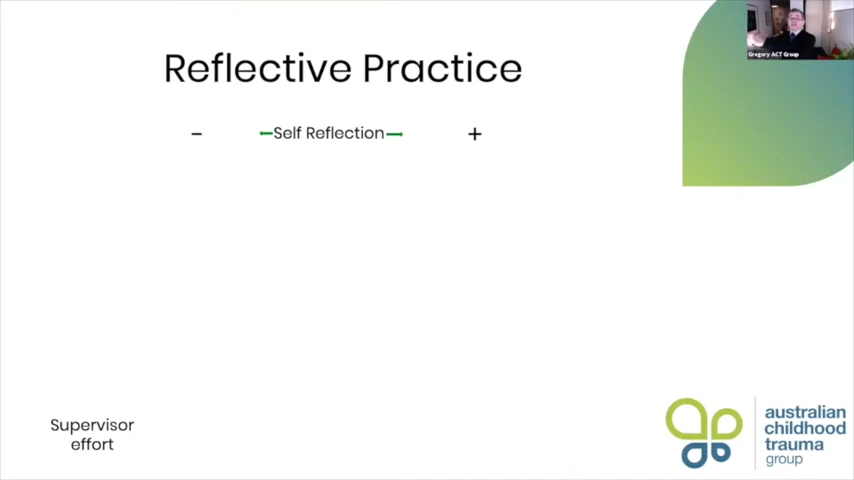 Gregory ACT Group
Reflective Practice
- ←Self Reflection→ +
Supervisor
effort
australian
childhood
trauma
group